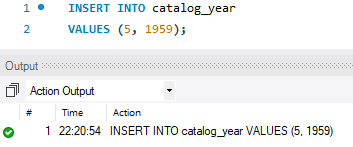 1 INSERT INTO catalog_year
2 VALUES (5, 1959);
Output
Action Output
# Time Action
1 22:20:54 INSERT INTO catalog_year VALUES (5, 1959)